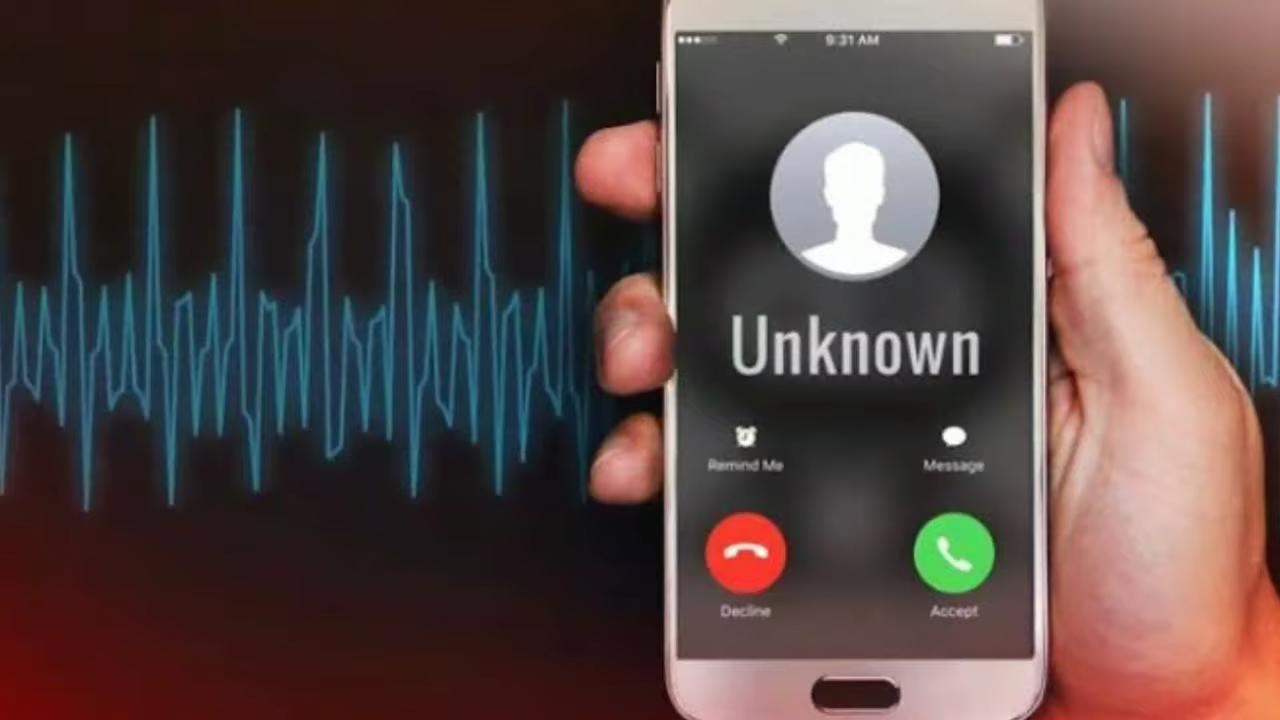 9:31 AM
Unknown
Remind Me
Message
Decline
Accept